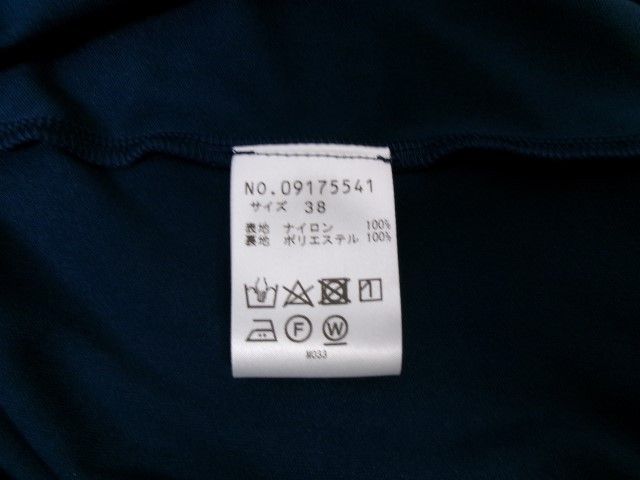 NO.09175541
サイズ 38
表地 ナイロン 100%
裏地 ポリエステル 100%
F W
M033